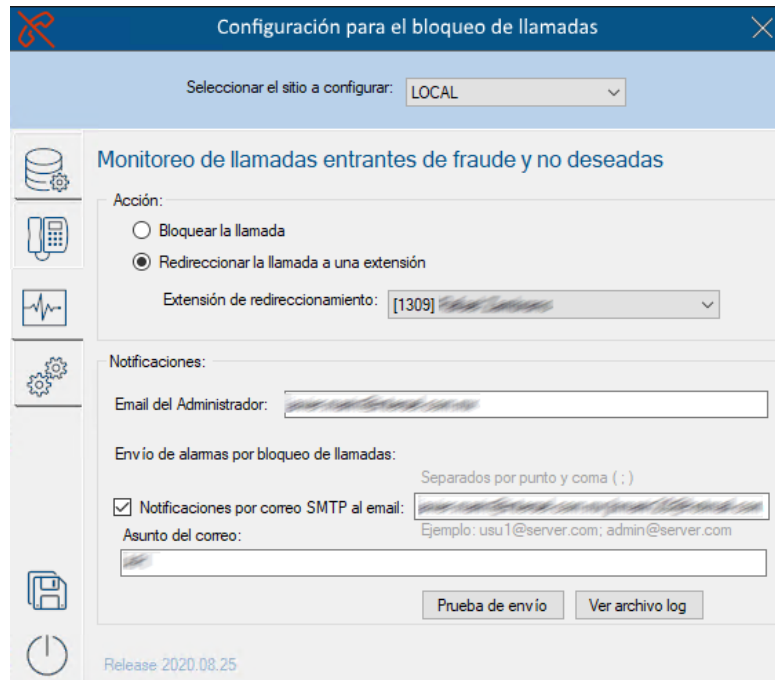 Configuración para el bloqueo de llamadas
Seleccionar el sitio a configurar: LOCAL
Monitoreo de llamadas entrantes de fraude y no deseadas
Acción:
Bloquear la llamada
Redireccionar la llamada a una extensión
Extensión de redireccionamiento: [1309]
Notificaciones:
Email del Administrador:
Envío de alarmas por bloqueo de llamadas:
Separados por punto y coma ( ; )
Notificaciones por correo SMTP al email:
Ejemplo: usu1@server.com; admin@server.com
Asunto del correo:
Prueba de envío Ver archivo log
Release 2020.08.25